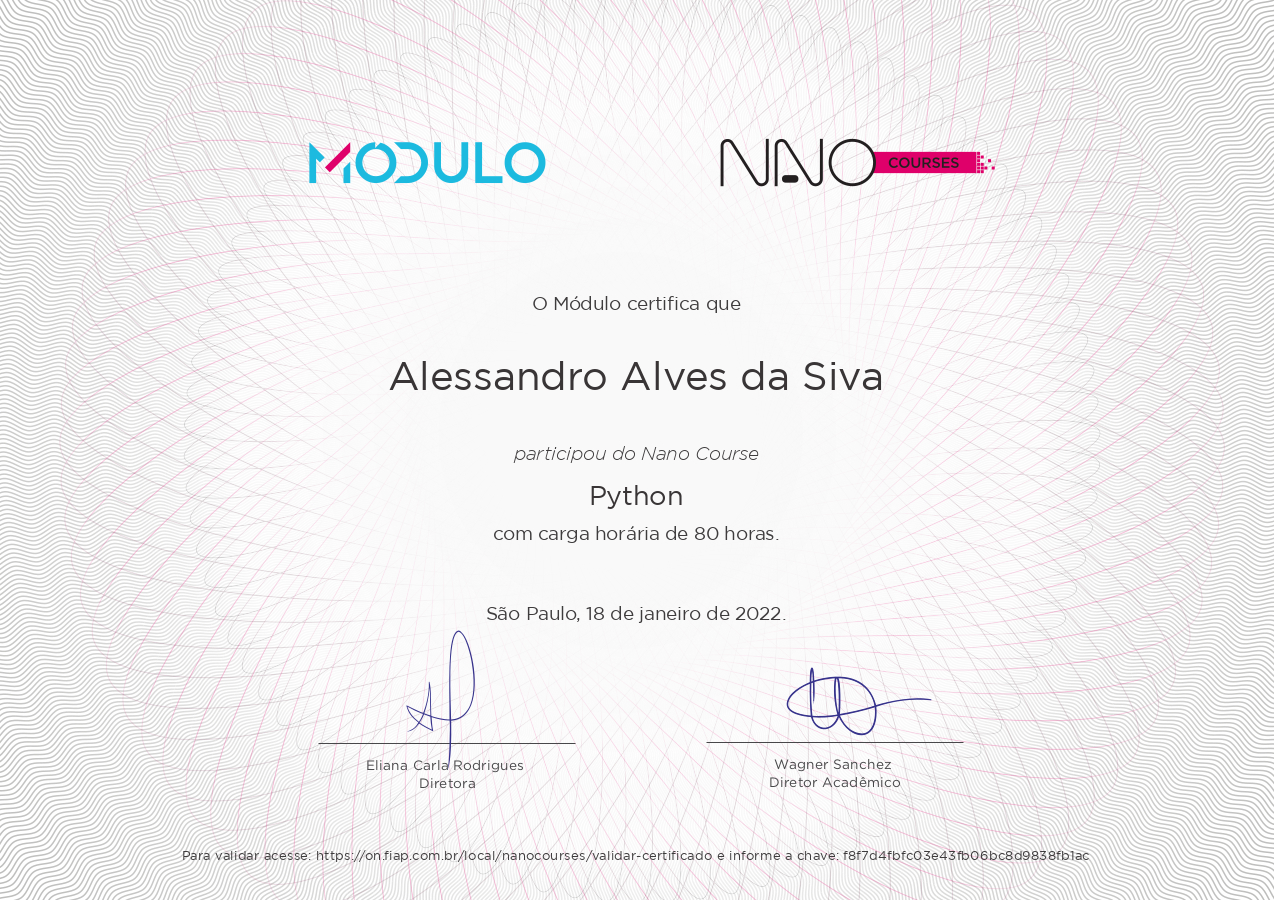 MÓDULO
NANO COURSES
O Módulo certifica que
Alessandro Alves da Siva
participou do Nano Course
Python
com carga horária de 80 horas.
São Paulo, 18 de janeiro de 2022.
Eliana Carla Rodrigues
Diretora
Wagner Sanchez
Diretor Acadêmico
Para validar acesse: https://on.fiap.com.br/local/nanocourses/validar-certificado e informe a chave: f8f7d4fbfc03e43fb06bc8d9838fb1ac